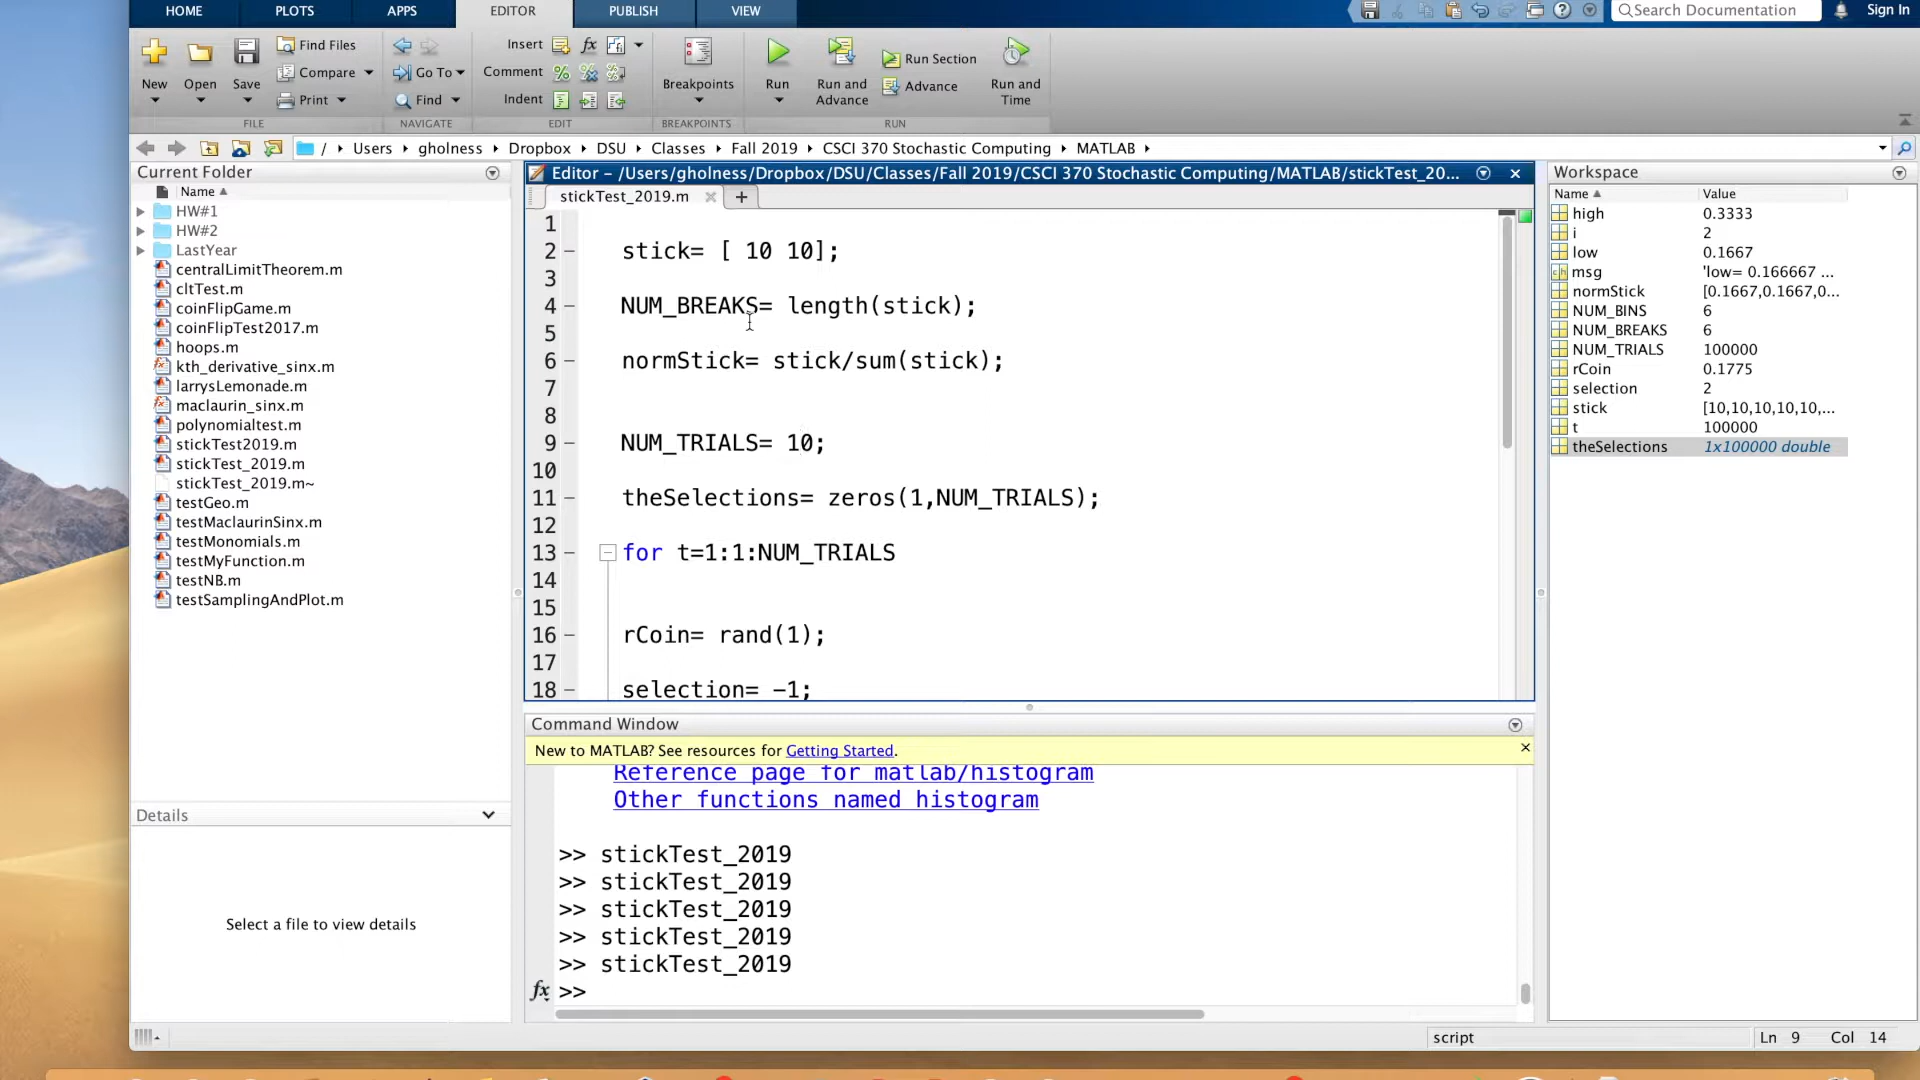 HOME PLOTS APPS EDITOR PUBLISH VIEW Search Documentation Sign In
New Open Save Find Files Compare Print Go To Find Insert fx Comment Indent Breakpoints Run Run and Advance Run Section Advance Run and Time
FILE NAVIGATE EDIT BREAKPOINTS RUN
/ Users gholness Dropbox DSU Classes Fall 2019 CSCI 370 Stochastic Computing MATLAB
Current Folder
Name
HW#1
HW#2
LastYear
centralLimitTheorem.m
cltTest.m
coinFlipGame.m
coinFlipTest2017.m
hoops.m
kth_derivative_sinx.m
larrysLemonade.m
maclaurin_sinx.m
polynomialtest.m
stickTest2019.m
stickTest_2019.m
stickTest_2019.m~
testGeo.m
testMaclaurinSinx.m
testMonomials.m
testMyFunction.m
testNB.m
testSamplingAndPlot.m
Details
Select a file to view details
Editor - /Users/gholness/Dropbox/DSU/Classes/Fall 2019/CSCI 370 Stochastic Computing/MATLAB/stickTest_20...
stickTest_2019.m
1
2 stick= [ 10 10];
3
4 NUM_BREAKS= length(stick);
5
6 normStick= stick/sum(stick);
7
8
9 NUM_TRIALS= 10;
10
11 theSelections= zeros(1,NUM_TRIALS);
12
13 for t=1:1:NUM_TRIALS
14
15
16 rCoin= rand(1);
17
18 selection= -1;
Command Window
New to MATLAB? See resources for Getting Started.
Reference page for matlab/histogram
Other functions named histogram
>> stickTest_2019
>> stickTest_2019
>> stickTest_2019
>> stickTest_2019
>> stickTest_2019
fx >>
Workspace
Name Value
high 0.3333
i 2
low 0.1667
msg 'low= 0.166667 ...
normStick [0.1667,0.1667,0...
NUM_BINS 6
NUM_BREAKS 6
NUM_TRIALS 100000
rCoin 0.1775
selection 2
stick [10,10,10,10,10,...
t 100000
theSelections 1x100000 double
script Ln 9 Col 14